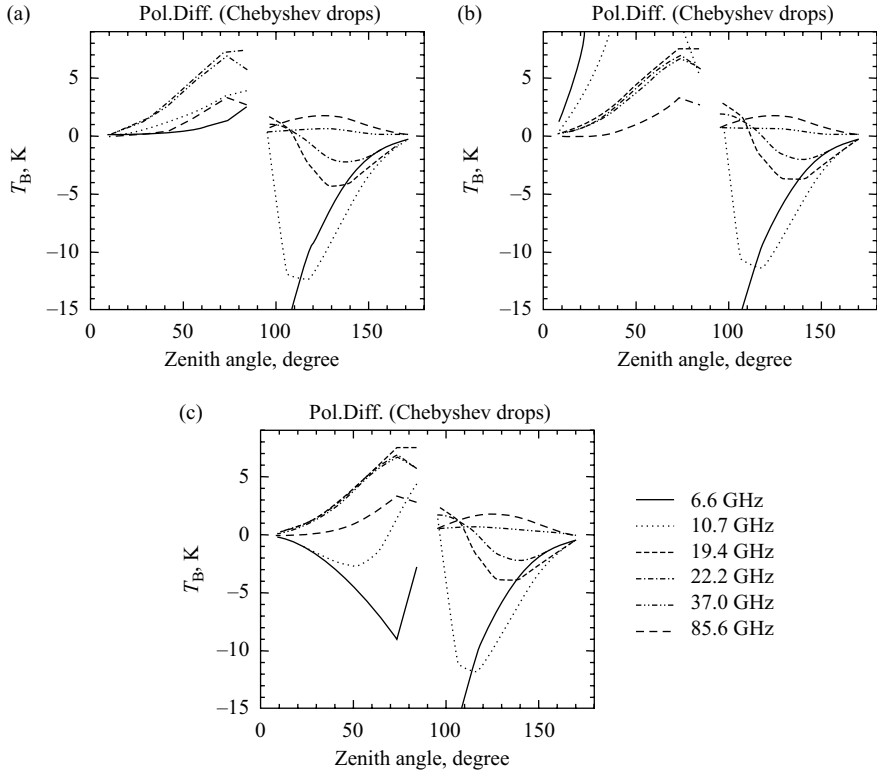 (a)
Pol.Diff. (Chebyshev drops)
5
0
−5
−10
−15
T_B, K
0
50
100
150
Zenith angle, degree
(b)
Pol.Diff. (Chebyshev drops)
5
0
−5
−10
−15
T_B, K
0
50
100
150
Zenith angle, degree
(c)
Pol.Diff. (Chebyshev drops)
5
0
−5
−10
−15
T_B, K
0
50
100
150
Zenith angle, degree
6.6 GHz
10.7 GHz
19.4 GHz
22.2 GHz
37.0 GHz
85.6 GHz